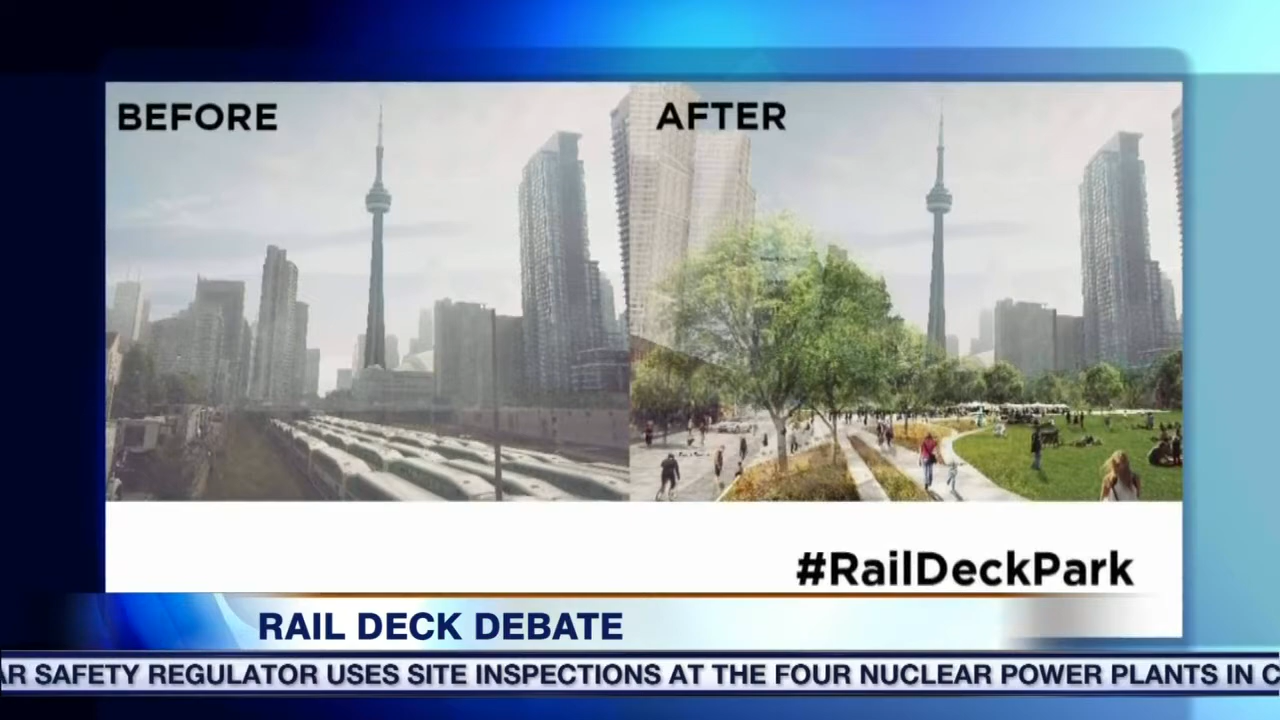 BEFORE
AFTER
#RailDeckPark
RAIL DECK DEBATE
AR SAFETY REGULATOR USES SITE INSPECTIONS AT THE FOUR NUCLEAR POWER PLANTS IN C